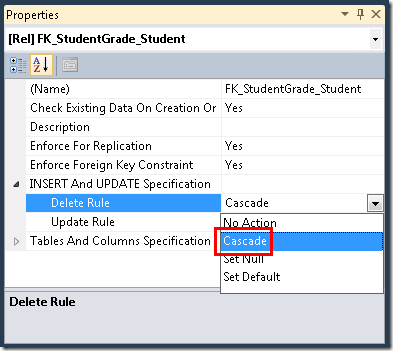 Properties
[Rel] FK_StudentGrade_Student
(Name) FK_StudentGrade_Student
Check Existing Data On Creation Or Yes
Description
Enforce For Replication Yes
Enforce Foreign Key Constraint Yes
INSERT And UPDATE Specification
Delete Rule Cascade
Update Rule No Action
Tables And Columns Specification Cascade
Set Null
Set Default
Delete Rule